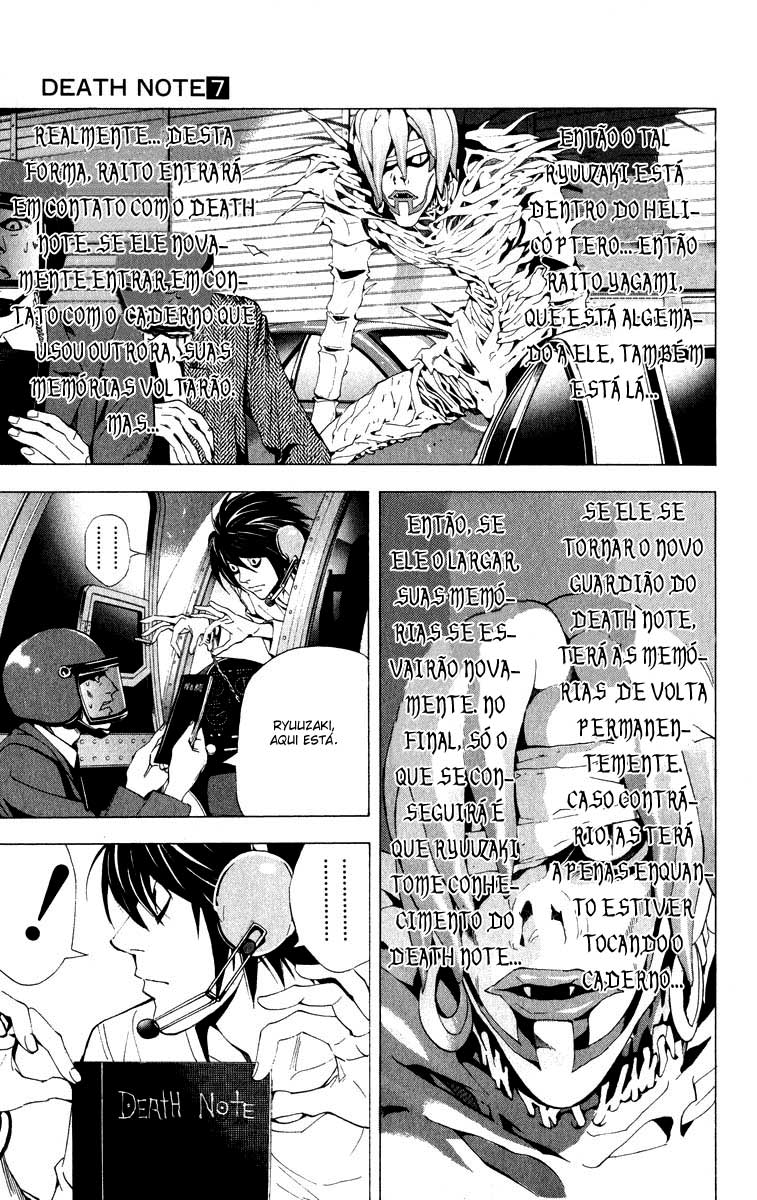 DEATH NOTE 7
ENTÃO O TAL
RYUUZAKI ESTÁ
DENTRO DO HELI-
CÓPTERO... ENTÃO
RAITO YAGAMI,
QUE ESTÁ ALGEMA-
DO A ELE, TAMBÉM
ESTÁ LÁ...
REALMENTE... DESTA
FORMA, RAITO ENTRARÁ
EM CONTATO COM O DEATH
NOTE. SE ELE NOVA-
MENTE ENTRAR EM CON-
TATO COM O CADERNO QUE
USOU OUTRORA, SUAS
MEMÓRIAS VOLTARÃO.
MAS...
SE ELE SE
TORNAR O NOVO
GUARDIÃO DO
DEATH NOTE,
TERÁ ÀS MEMÓ-
RIAS DE VOLTA
PERMANEN-
TEMENTE.
CASO CONTRÁ-
RIO, AS TERÁ
APENAS ENQUAN-
TO ESTIVER
TOCANDO O
CADERNO...
ENTÃO, SE
ELE O LARGAR,
SUAS MEMÓ-
RIAS SE ES-
VAIRÃO NOVA-
MENTE. NO
FINAL, SÓ O
QUE SE CON-
SEGUIRÁ É
QUE RYUUZAKI
TOME CONHE-
CIMENTO DO
DEATH NOTE...
RYUUZAKI,
AQUI ESTÁ.
!
DEATH NOTE